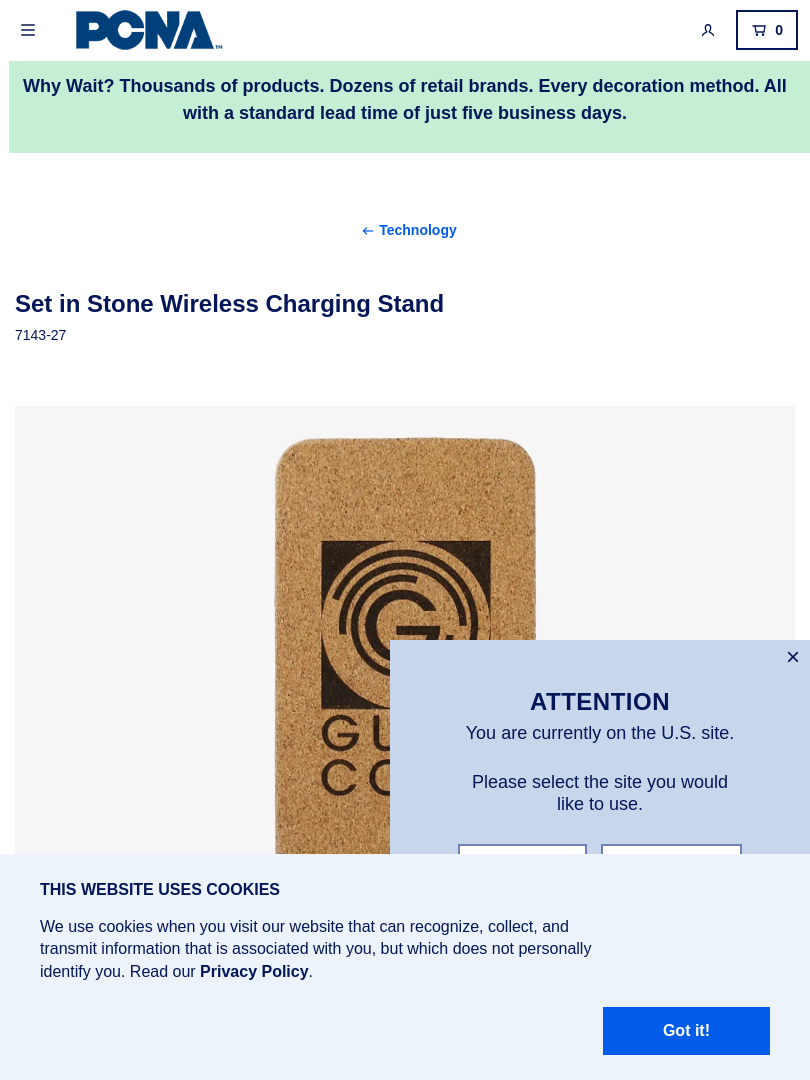 PCNA™
0
Why Wait? Thousands of products. Dozens of retail brands. Every decoration method. All
with a standard lead time of just five business days.
← Technology
Set in Stone Wireless Charging Stand
7143-27
G
ATTENTION
You are currently on the U.S. site.
Please select the site you would
like to use.
THIS WEBSITE USES COOKIES
We use cookies when you visit our website that can recognize, collect, and
transmit information that is associated with you, but which does not personally
identify you. Read our Privacy Policy.
Got it!